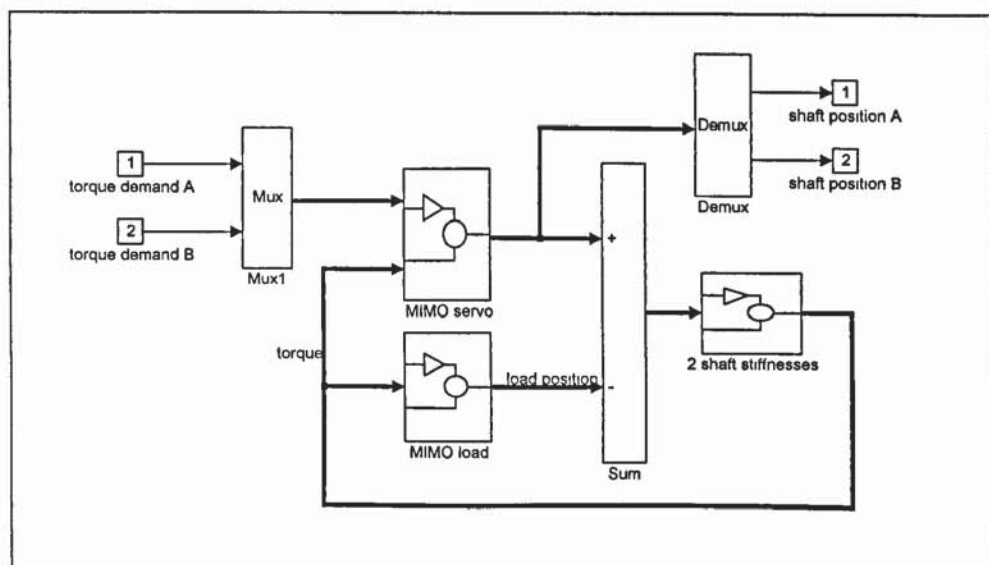 1
torque demand A
2
torque demand B
Mux
Mux1
MIMO servo
torque
MIMO load
load position
+
-
Sum
Demux
Demux
1
shaft position A
2
shaft position B
2 shaft stiffnesses